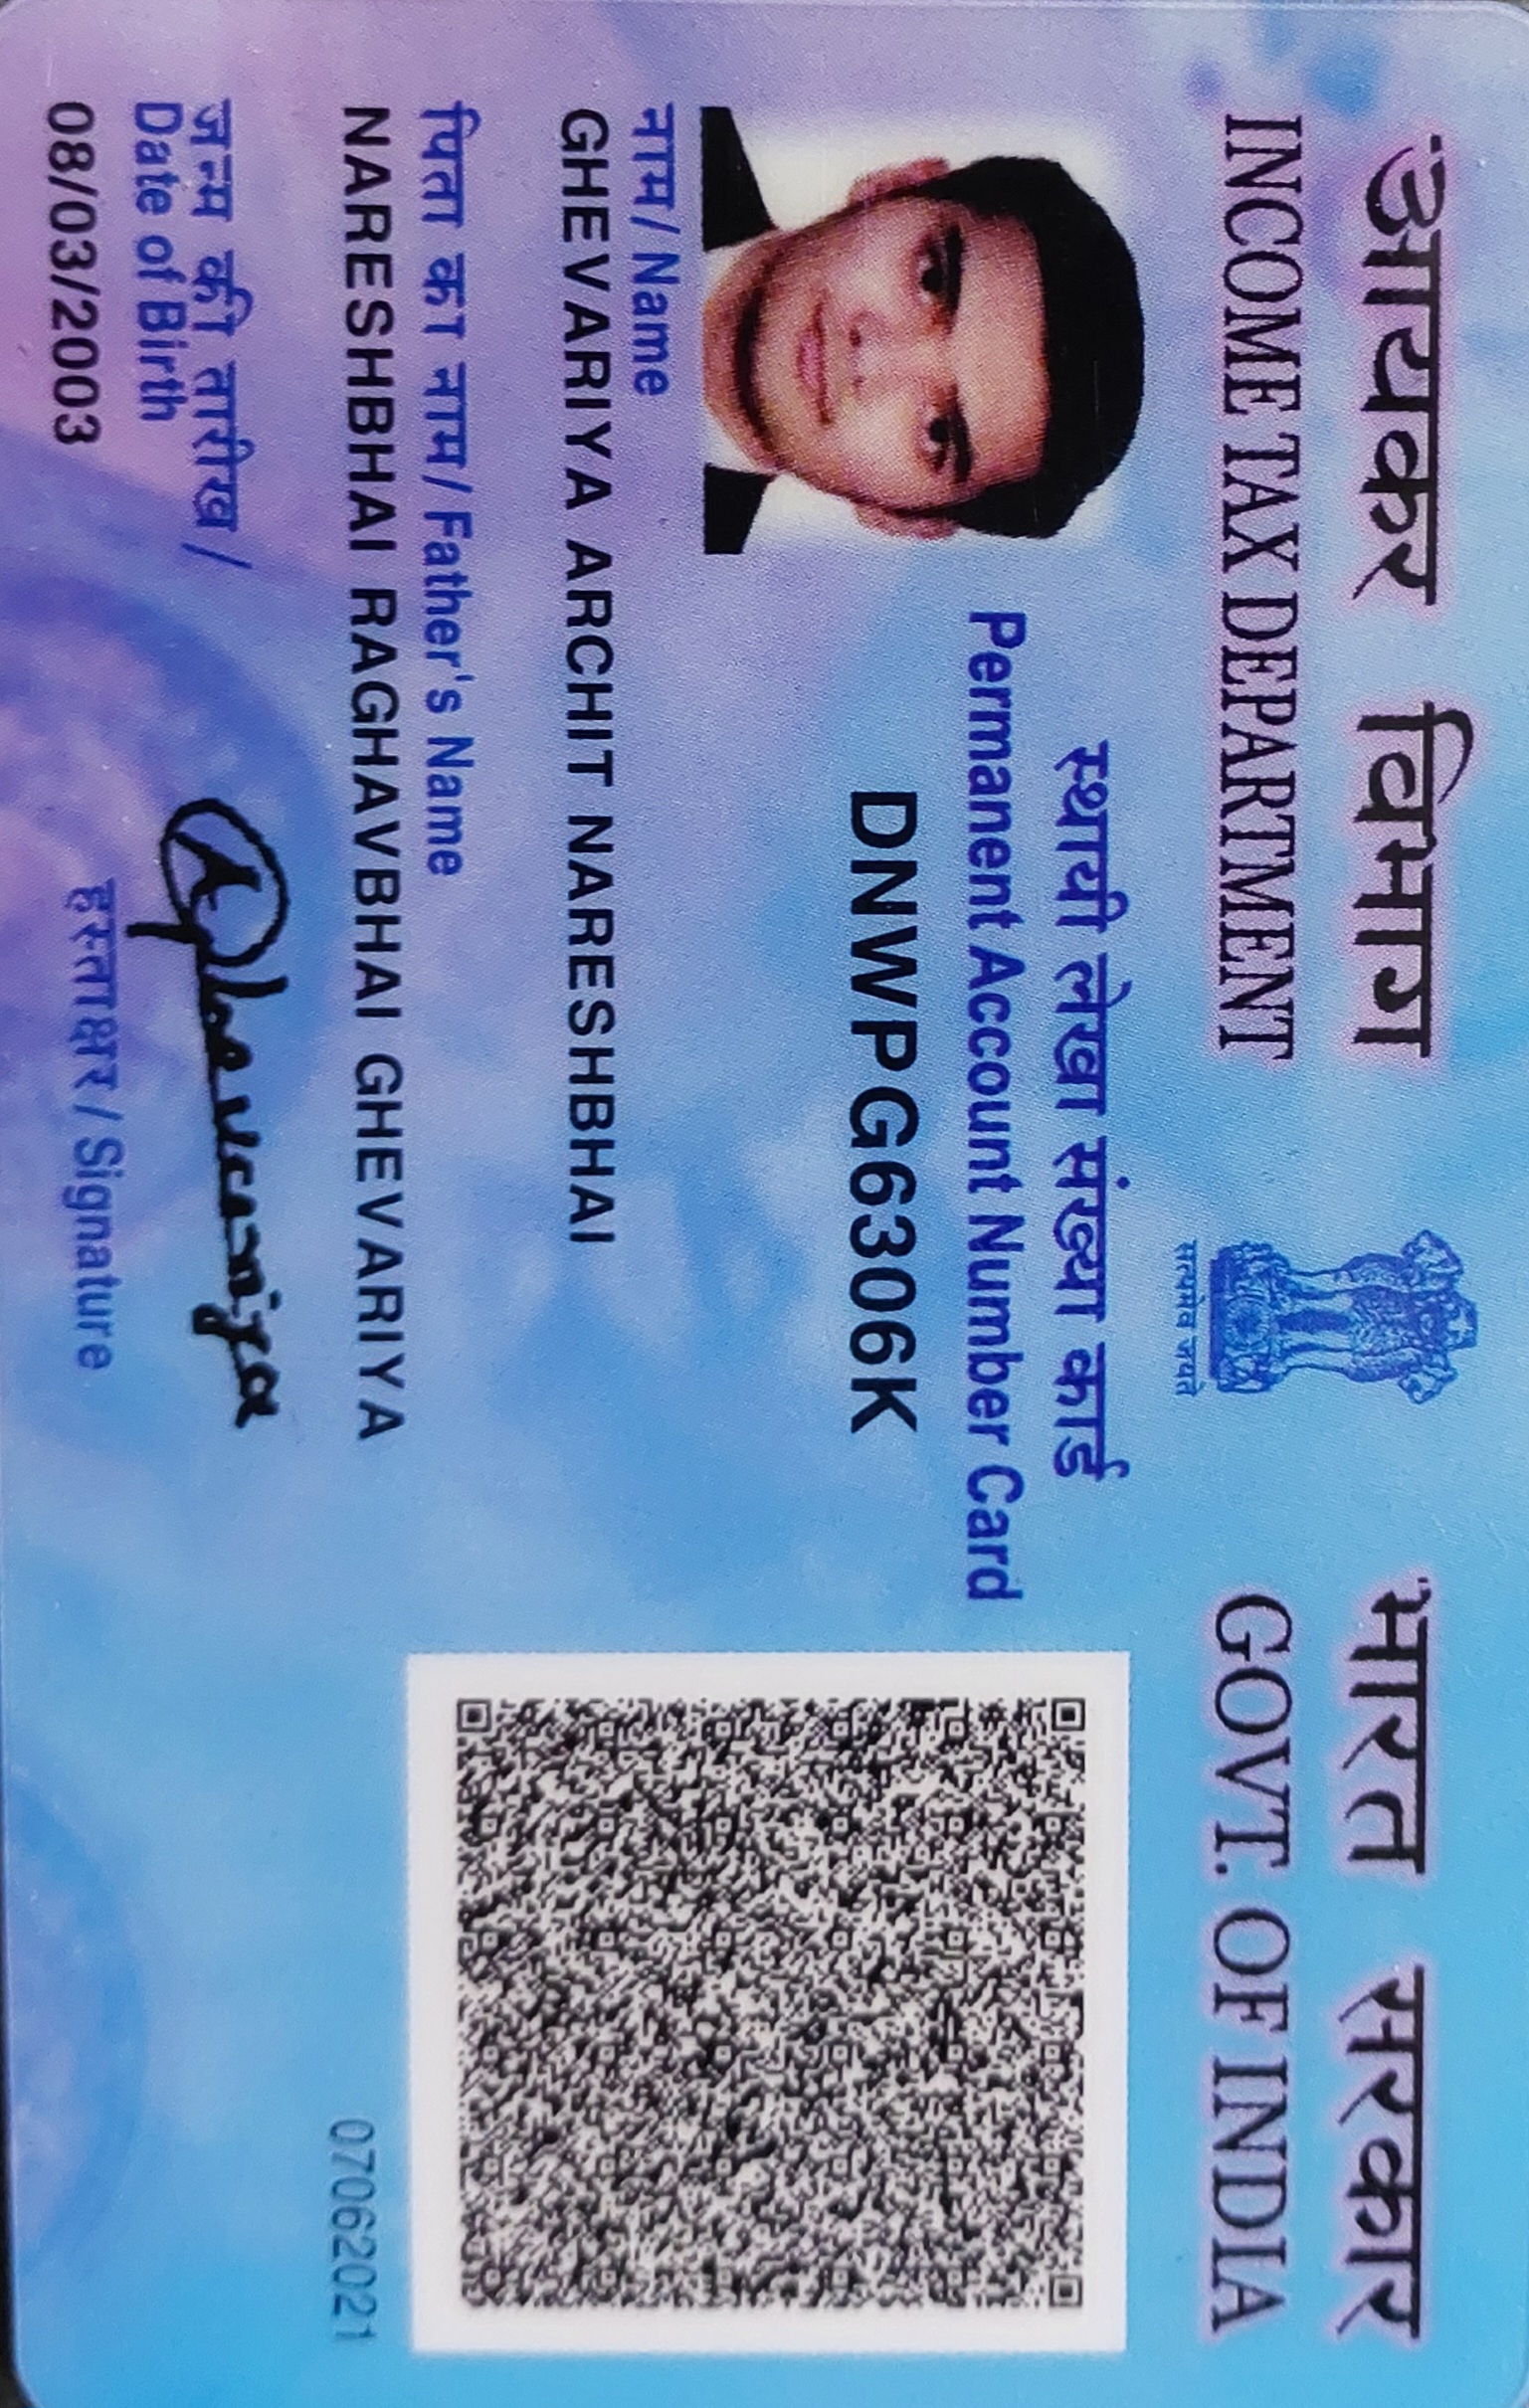 आयकर विभाग
INCOME TAX DEPARTMENT
सत्यमेव जयते
भारत सरकार
GOVT. OF INDIA
स्थायी लेखा संख्या कार्ड
Permanent Account Number Card
DNWPG6306K
नाम/ Name
GHEVARIYA ARCHIT NARESHBHAI
पिता का नाम/ Father's Name
NARESHBHAI RAGHAVBHAI GHEVARIYA
07062021
जन्म की तारीख/
Date of Birth
08/03/2003
AGhevariya
हस्ताक्षर/ Signature